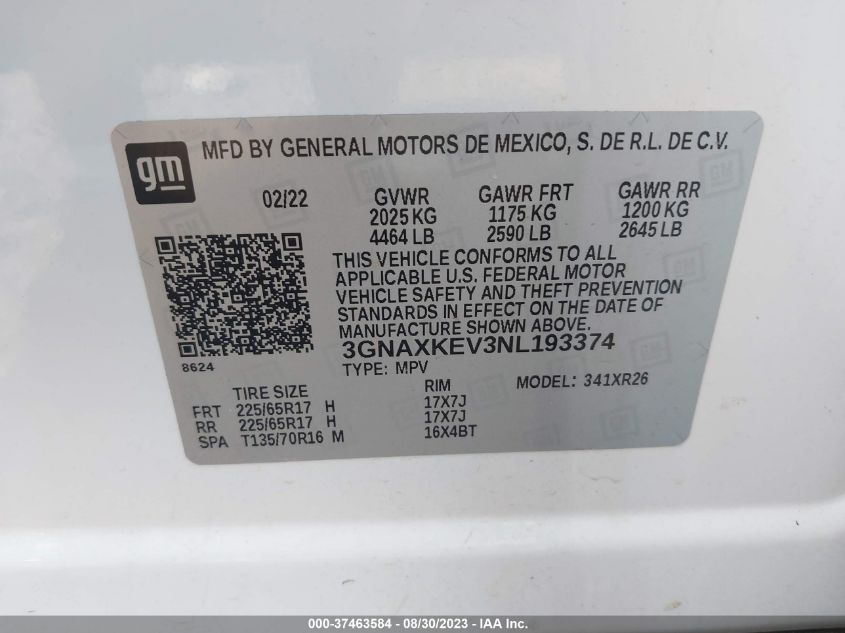 gm
MFD BY GENERAL MOTORS DE MEXICO, S. DE R.L. DE C.V.
02/22 GVWR GAWR FRT GAWR RR
2025 KG 1175 KG 1200 KG
4464 LB 2590 LB 2645 LB
THIS VEHICLE CONFORMS TO ALL
APPLICABLE U.S. FEDERAL MOTOR
VEHICLE SAFETY AND THEFT PREVENTION
STANDARDS IN EFFECT ON THE DATE OF
MANUFACTURE SHOWN ABOVE.
3GNAXKEV3NL193374
8624
TYPE: MPV MODEL: 341XR26
TIRE SIZE RIM
FRT 225/65R17 H 17X7J
RR 225/65R17 H 17X7J
SPA T135/70R16 M 16X4BT
000-37463584 - 08/30/2023 - IAA Inc.